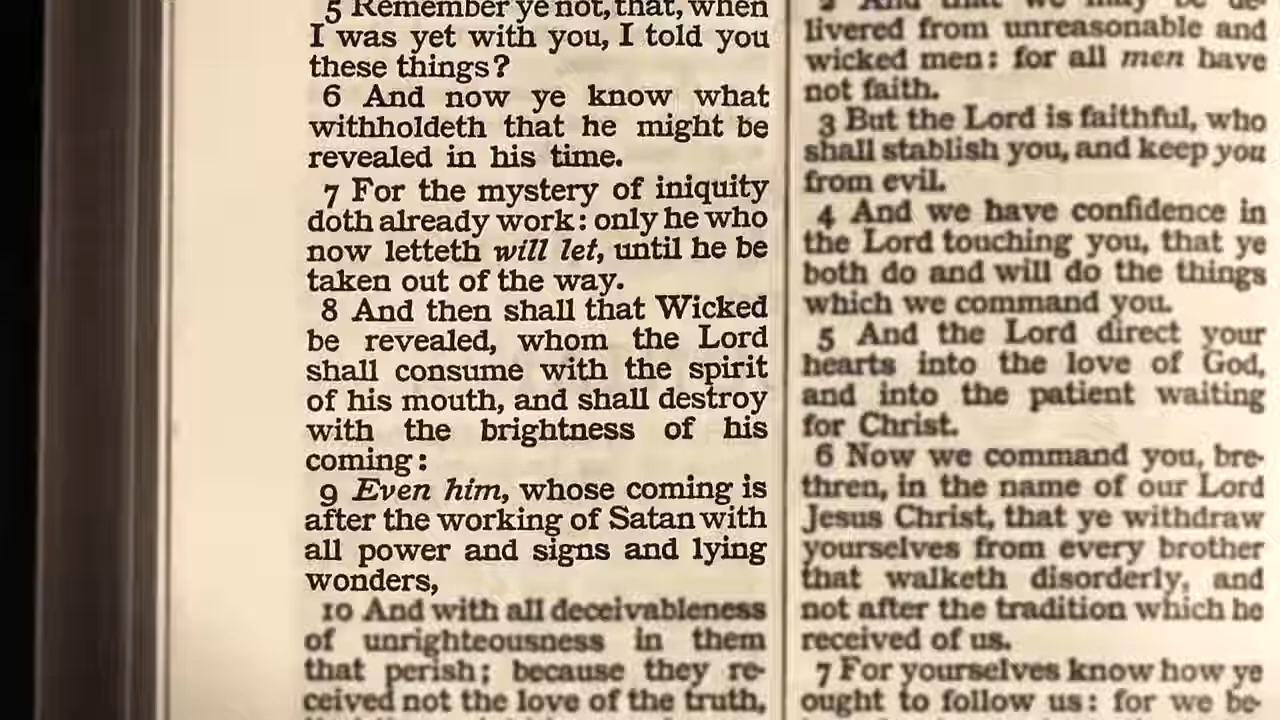 5 Remember ye not, that, when
I was yet with you, I told you
these things?
6 And now ye know what
withholdeth that he might be
revealed in his time.
7 For the mystery of iniquity
doth already work: only he who
now letteth will let, until he be
taken out of the way.
8 And then shall that Wicked
be revealed, whom the Lord
shall consume with the spirit
of his mouth, and shall destroy
with the brightness of his
coming:
9 Even him, whose coming is
after the working of Satan with
all power and signs and lying
wonders,
10 And with all deceivableness
of unrighteousness in them
that perish; because they re-
ceived not the love of the truth,
2 And that we may be de-
livered from unreasonable and
wicked men: for all men have
not faith.
3 But the Lord is faithful, who
shall stablish you, and keep you
from evil.
4 And we have confidence in
the Lord touching you, that ye
both do and will do the things
which we command you.
5 And the Lord direct your
hearts into the love of God,
and into the patient waiting
for Christ.
6 Now we command you, bre-
thren, in the name of our Lord
Jesus Christ, that ye withdraw
yourselves from every brother
that walketh disorderly, and
not after the tradition which he
received of us.
7 For yourselves know how ye
ought to follow us: for we be-